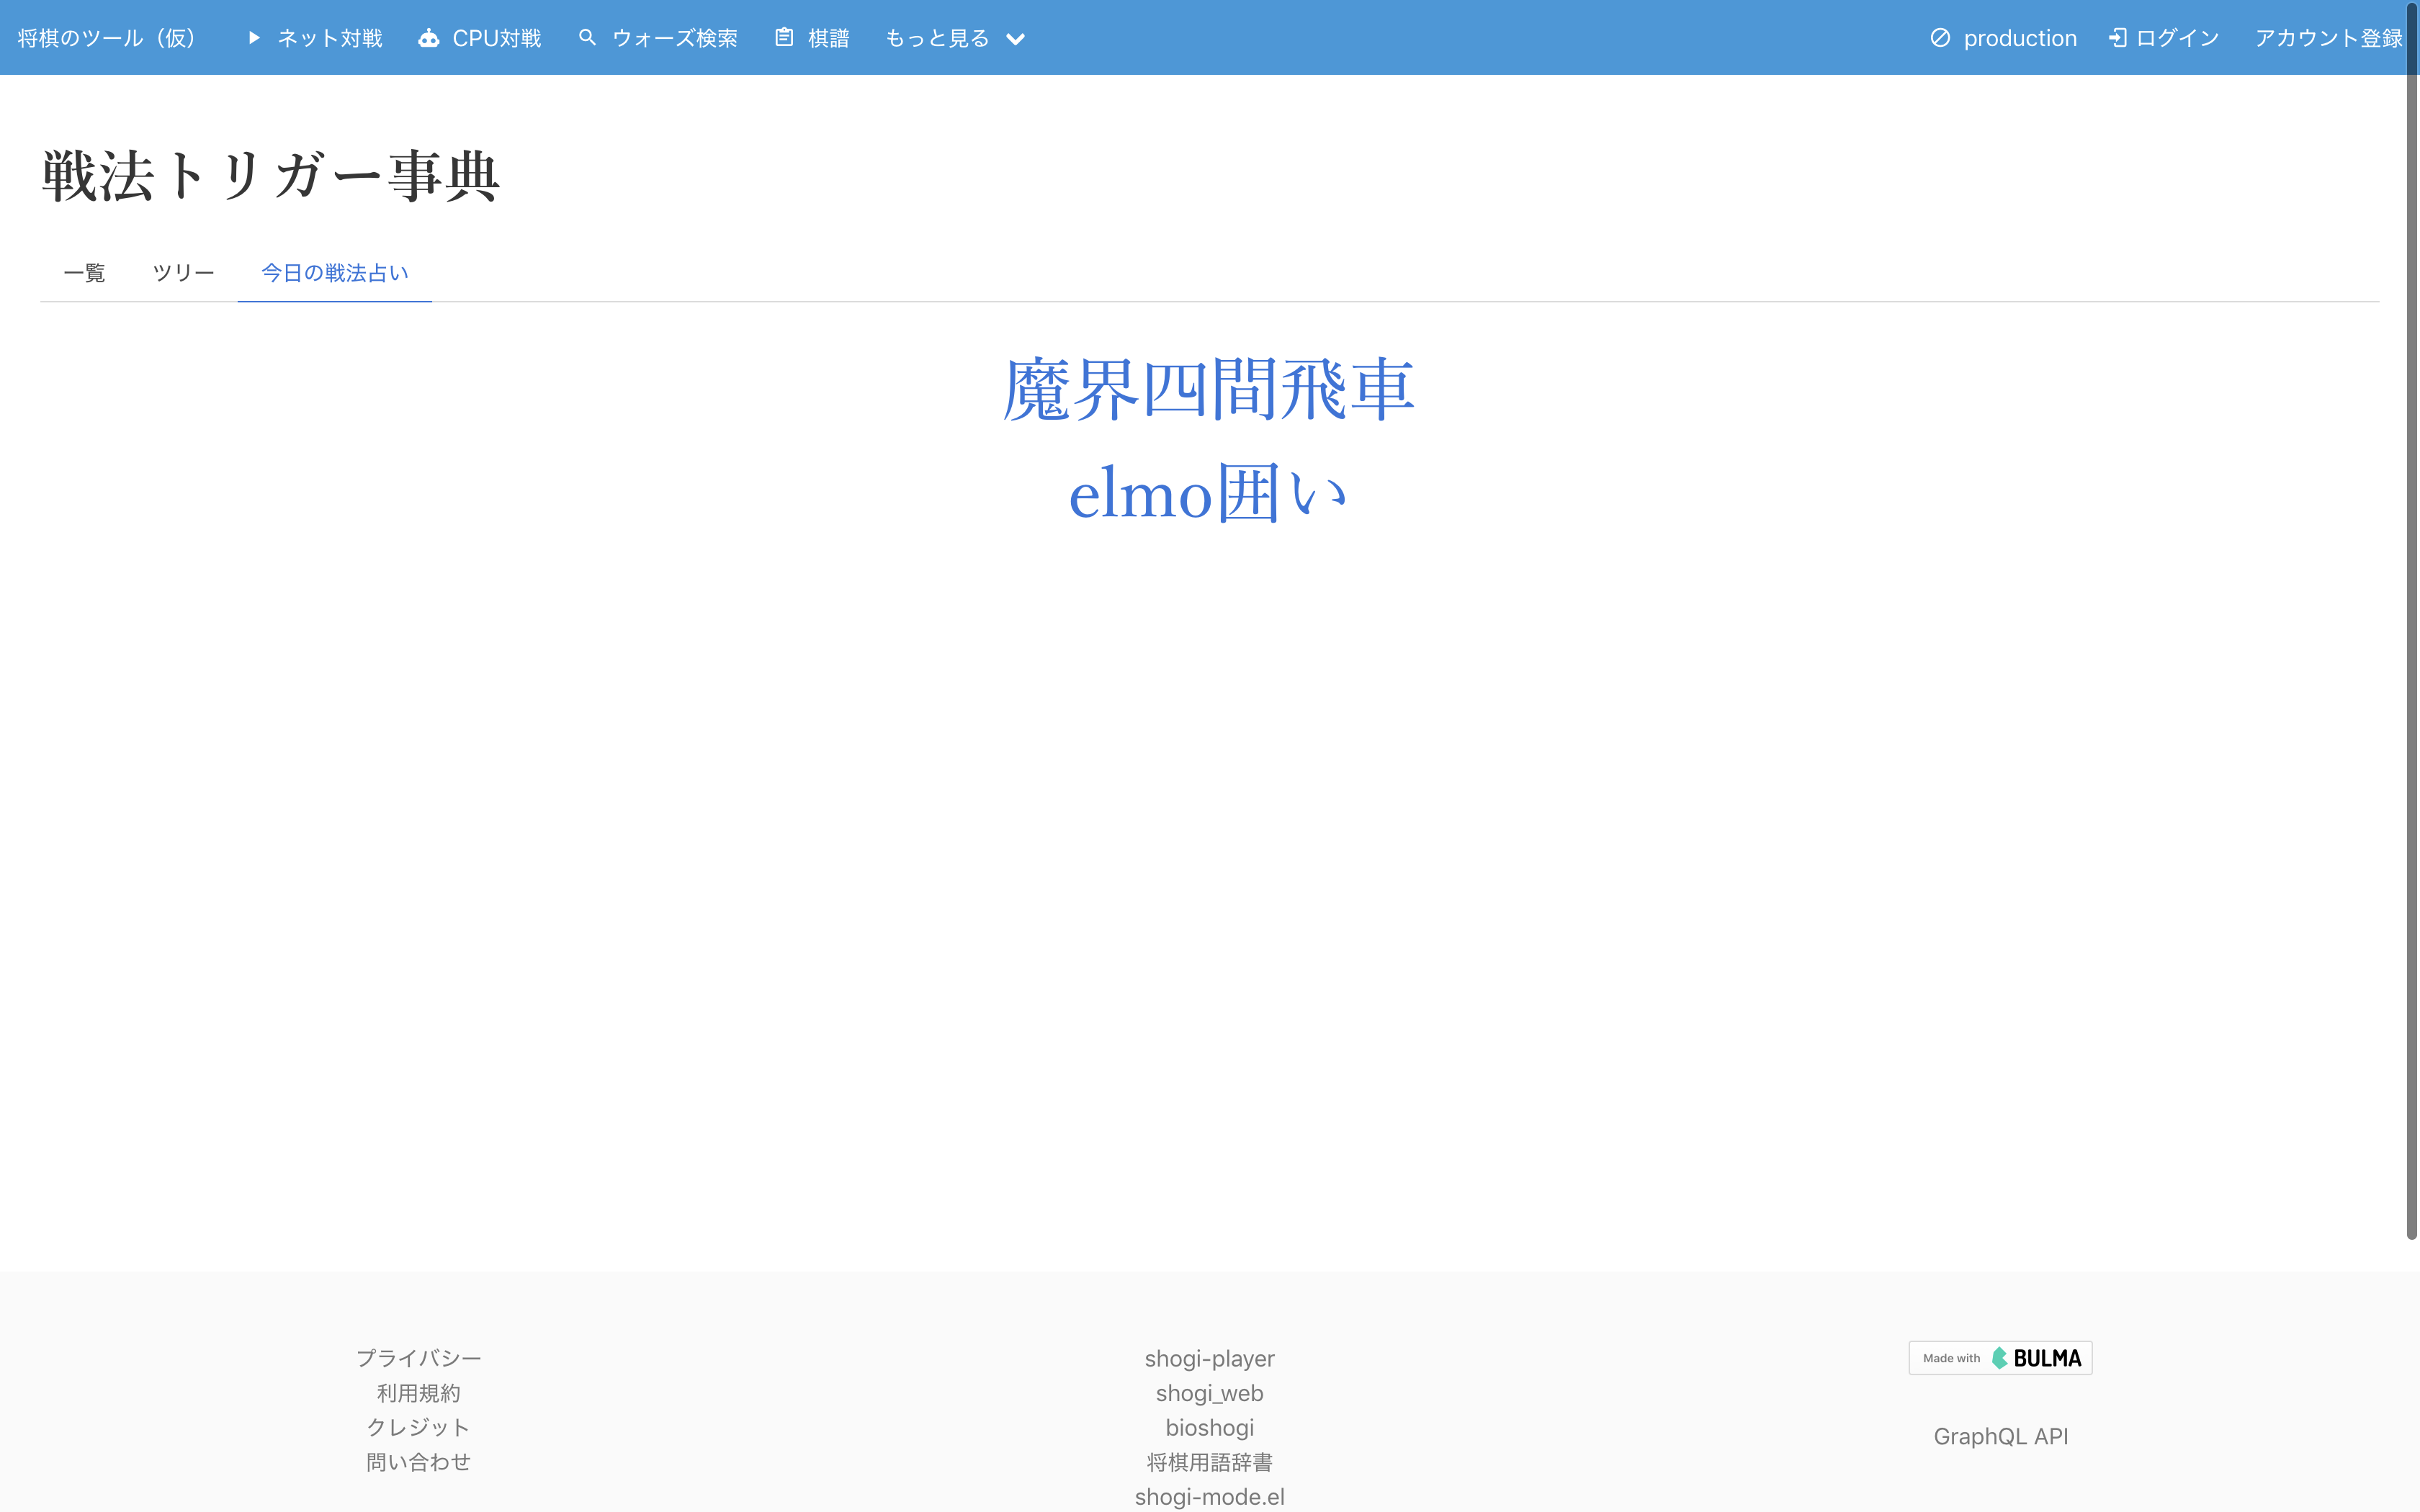 将棋のツール（仮） ネット対戦 CPU対戦 ウォーズ検索 棋譜 もっと見る production ログイン アカウント登録
戦法トリガー事典
一覧 ツリー 今日の戦法占い
魔界四間飛車
elmo囲い
プライバシー
利用規約
クレジット
問い合わせ
shogi-player
shogi_web
bioshogi
将棋用語辞書
shogi-mode.el
Made with BULMA
GraphQL API